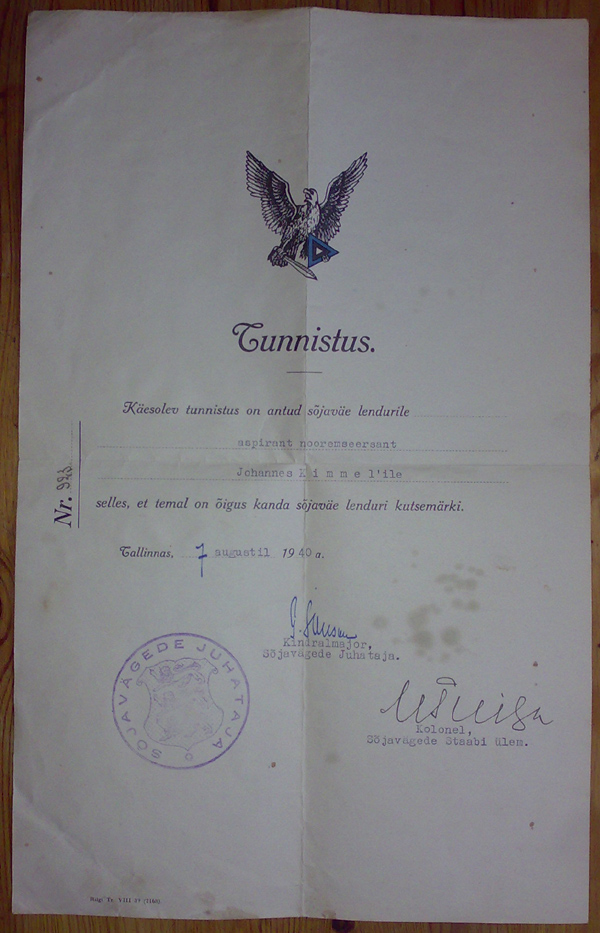 Tunnistus.
Käesolev tunnistus on antud sõjaväe lendurile
aspirant nooremseersant
Johannes K i m m e l'ile
selles, et temal on õigus kanda sõjaväe lenduri kutsemärki.
Nr. 323
Tallinnas, 7 augustil 1940 a.
Kindralmajor,
Sõjavägede Juhataja.
SÕJAVÄGEDE JUHATAJA
Kolonel,
Sõjavägede Staabi ülem.